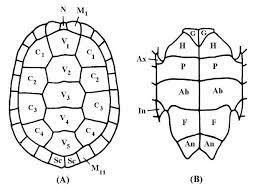 N M₁
V₁
C₁ C₁
V₂
C₂ C₂
V₃
C₃ C₃
V₄
C₄ C₄
V₅
Sc Sc
M₁₁
(A)
G G
H H
Ax
P P
Ab Ab
In
F F
An An
(B)